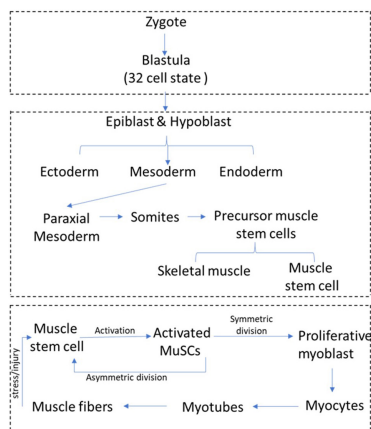 Zygote
Blastula
(32 cell state )
Epiblast & Hypoblast
Ectoderm Mesoderm Endoderm
Paraxial
Mesoderm
Somites
Precursor muscle
stem cells
Skeletal muscle
Muscle
stem cell
Muscle
stem cell
Activation
Activated
MuSCs
Symmetric
division
Proliferative
myoblast
Asymmetric division
stress/injury
Muscle fibers Myotubes Myocytes